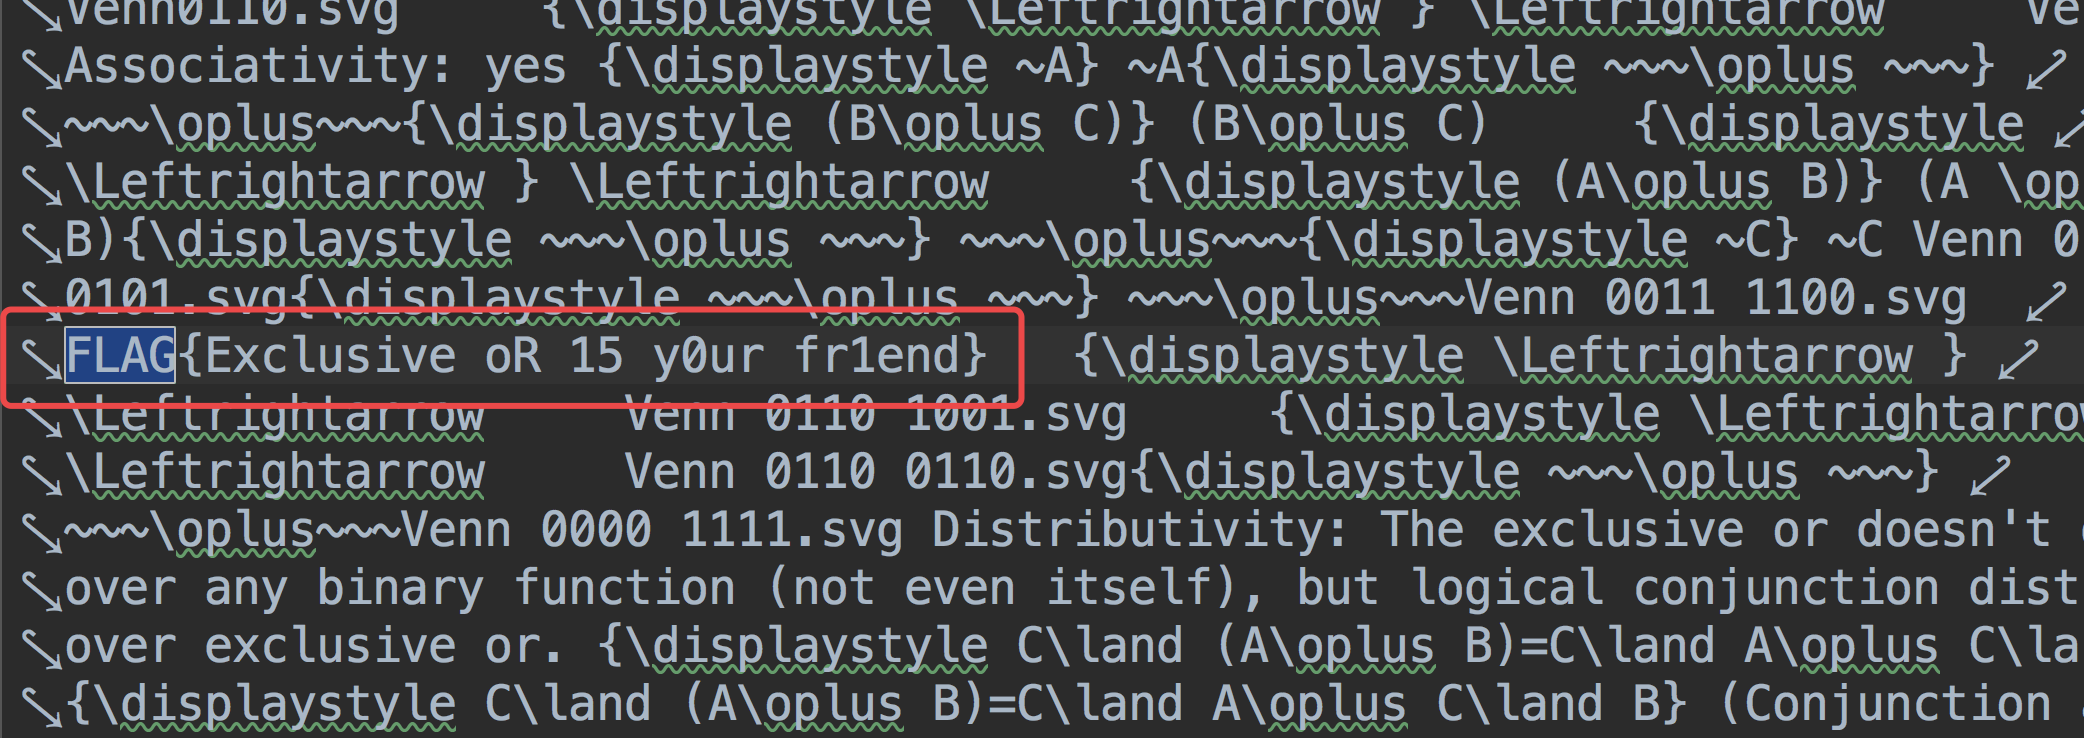 Venn0110.svg     {\displaystyle \Leftrightarrow } \Leftrightarrow     Ve
Associativity: yes {\displaystyle ~A} ~A{\displaystyle ~~~\oplus ~~~}
~~~\oplus~~~{\displaystyle (B\oplus C)} (B\oplus C)     {\displaystyle
\Leftrightarrow } \Leftrightarrow     {\displaystyle (A\oplus B)} (A \op
B){\displaystyle ~~~\oplus ~~~} ~~~\oplus~~~{\displaystyle ~C} ~C Venn 0
0101.svg{\displaystyle ~~~\oplus ~~~} ~~~\oplus~~~Venn 0011 1100.svg
FLAG{Exclusive oR 15 y0ur fr1end}   {\displaystyle \Leftrightarrow }
\Leftrightarrow     Venn 0110 1001.svg     {\displaystyle \Leftrightarrow
\Leftrightarrow     Venn 0110 0110.svg{\displaystyle ~~~\oplus ~~~}
~~~\oplus~~~Venn 0000 1111.svg Distributivity: The exclusive or doesn't
over any binary function (not even itself), but logical conjunction dist
over exclusive or. {\displaystyle C\land (A\oplus B)=C\land A\oplus C\la
{\displaystyle C\land (A\oplus B)=C\land A\oplus C\land B} (Conjunction